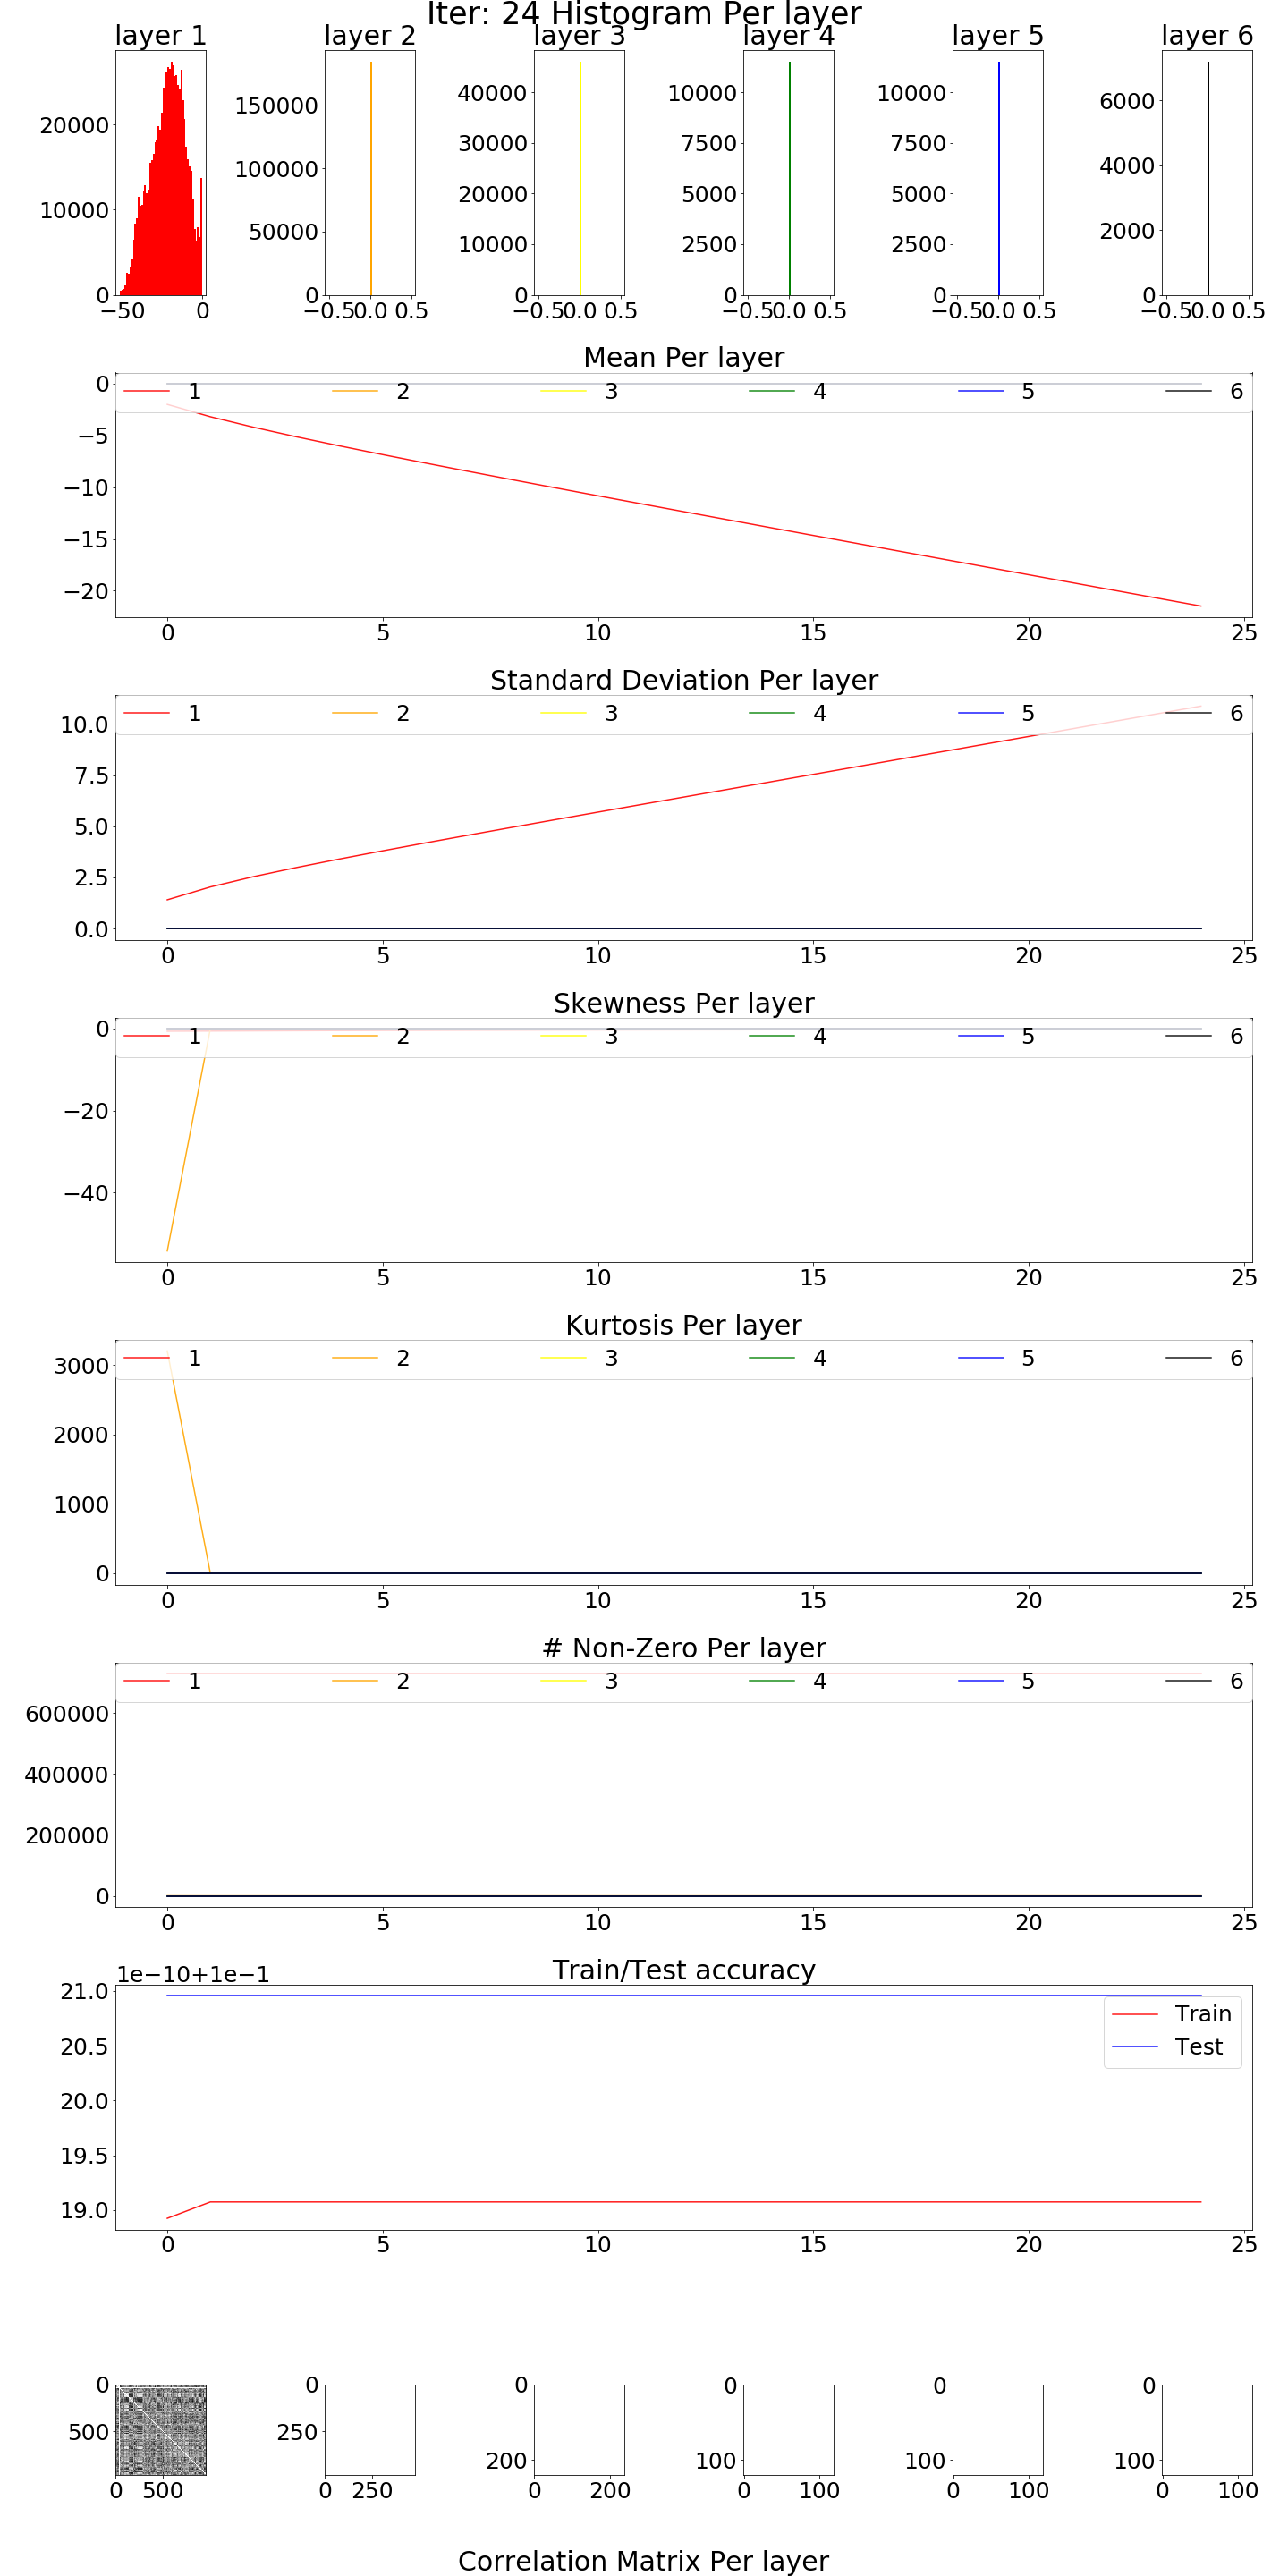 Iter: 24 Histogram Per layer
layer 1 layer 2 layer 3 layer 4 layer 5 layer 6
20000
10000
0
−50 0
150000
100000
50000
0
−0.5 0.0 0.5
40000
30000
20000
10000
0
−0.5 0.0 0.5
10000
7500
5000
2500
0
−0.5 0.0 0.5
10000
7500
5000
2500
0
−0.5 0.0 0.5
6000
4000
2000
0
−0.5 0.0 0.5
Mean Per layer
1 2 3 4 5 6
0
−5
−10
−15
−20
0 5 10 15 20 25
Standard Deviation Per layer
1 2 3 4 5 6
10.0
7.5
5.0
2.5
0.0
0 5 10 15 20 25
Skewness Per layer
1 2 3 4 5 6
0
−20
−40
0 5 10 15 20 25
Kurtosis Per layer
1 2 3 4 5 6
3000
2000
1000
0
0 5 10 15 20 25
# Non-Zero Per layer
1 2 3 4 5 6
600000
400000
200000
0
0 5 10 15 20 25
Train/Test accuracy
1e−10+1e−1
21.0
20.5
20.0
19.5
19.0
Train
Test
0 5 10 15 20 25
0
500
0 500
0
250
0 250
0
200
0 200
0
100
0 100
0
100
0 100
0
100
0 100
Correlation Matrix Per layer